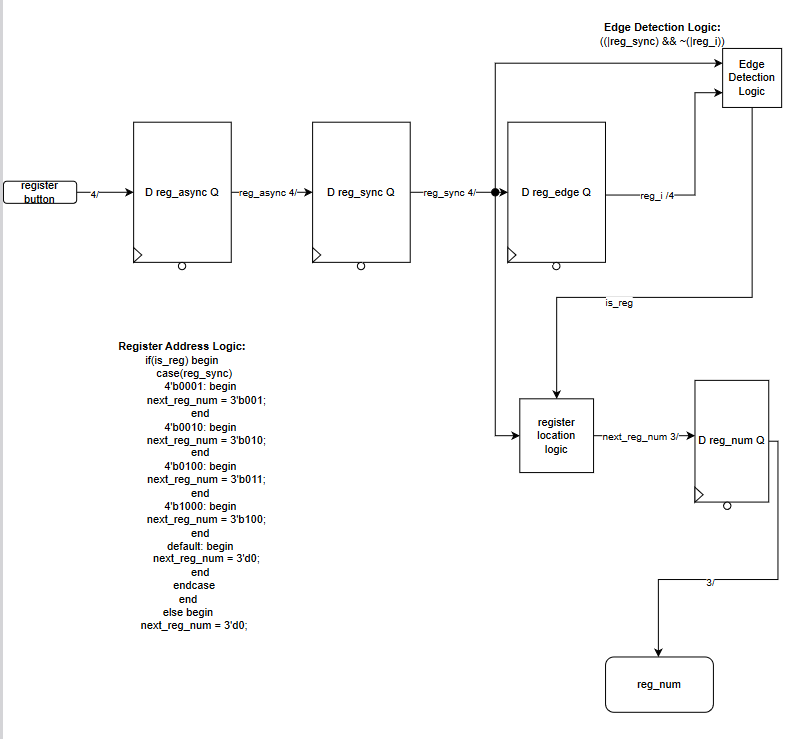 Edge Detection Logic:
((|reg_sync) && ~(|reg_i))
Edge
Detection
Logic
register
button
4/
D reg_async Q
reg_async 4/
D reg_sync Q
reg_sync 4/
D reg_edge Q
reg_i /4
is_reg
Register Address Logic:
if(is_reg) begin
case(reg_sync)
4'b0001: begin
next_reg_num = 3'b001;
end
4'b0010: begin
next_reg_num = 3'b010;
end
4'b0100: begin
next_reg_num = 3'b011;
end
4'b1000: begin
next_reg_num = 3'b100;
end
default: begin
next_reg_num = 3'd0;
end
endcase
end
else begin
next_reg_num = 3'd0;
register
location
logic
next_reg_num 3/
D reg_num Q
3/
reg_num